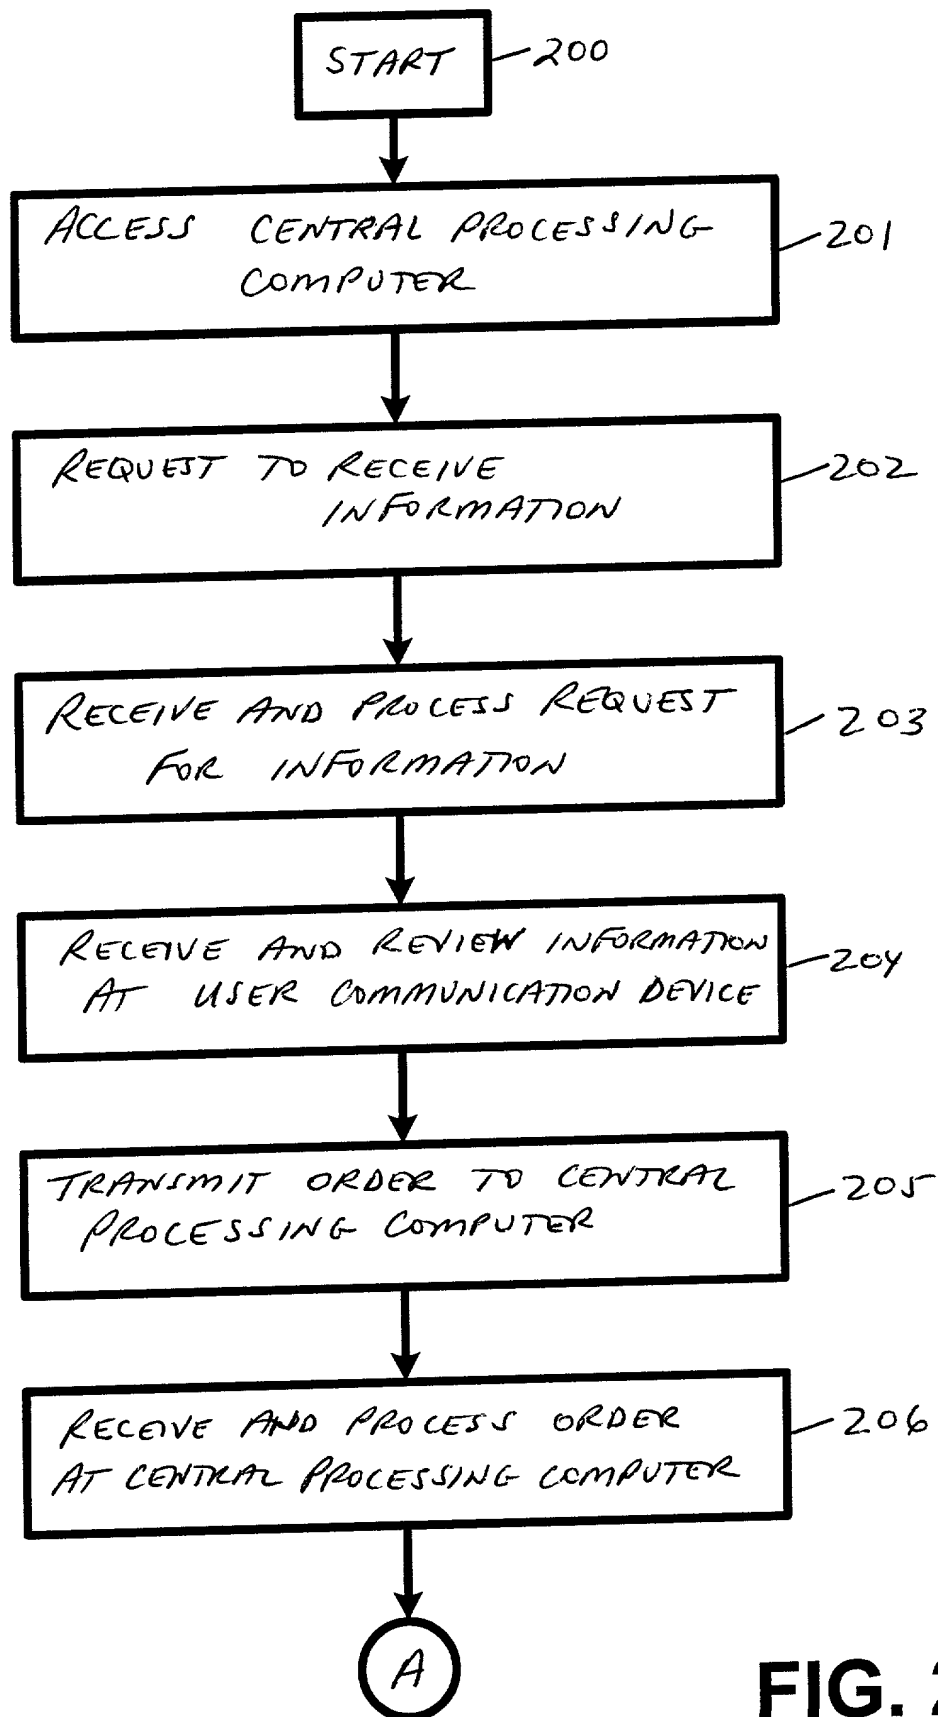 START
200
ACCESS CENTRAL PROCESSING
COMPUTER
201
REQUEST TO RECEIVE
INFORMATION
202
RECEIVE AND PROCESS REQUEST
FOR INFORMATION
203
RECEIVE AND REVIEW INFORMATION
AT USER COMMUNICATION DEVICE
204
TRANSMIT ORDER TO CENTRAL
PROCESSING COMPUTER
205
RECEIVE AND PROCESS ORDER
AT CENTRAL PROCESSING COMPUTER
206
A
FIG.